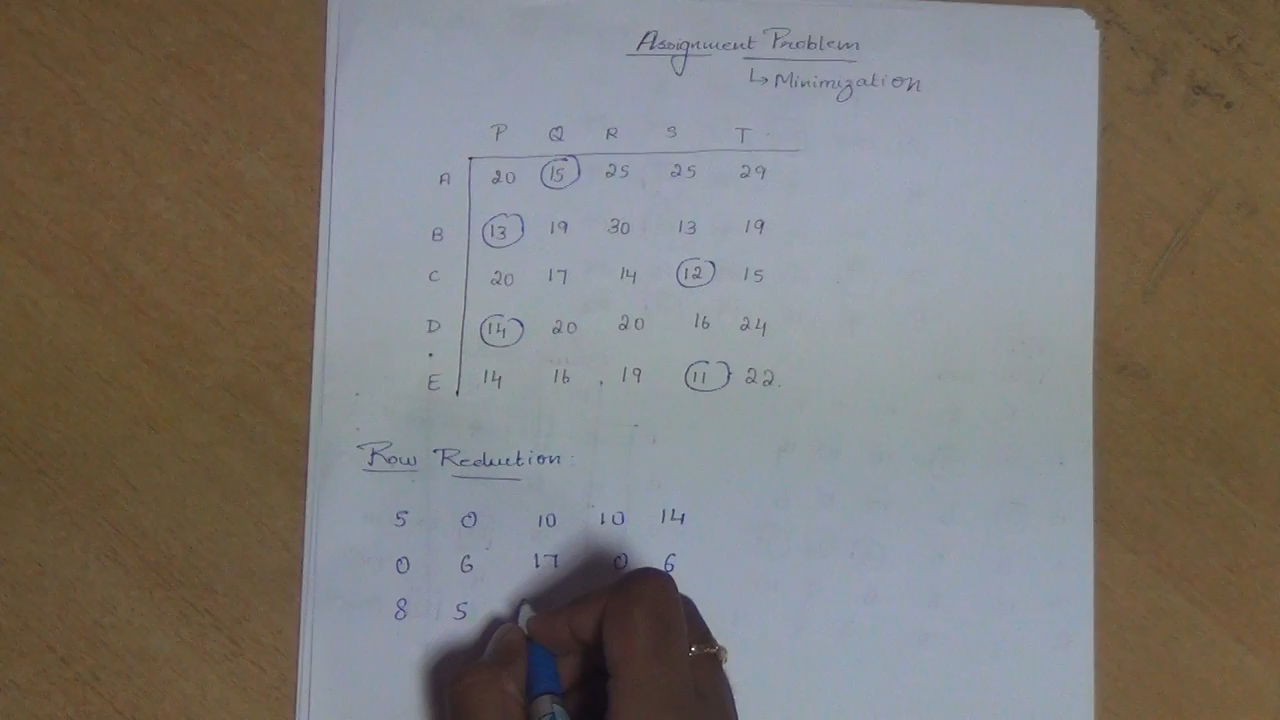 Assignment Problem
↳ Minimization
P Q R S T
A 20 15 25 25 29
B 13 19 30 13 19
C 20 17 14 12 15
D 14 20 20 16 24
E 14 16 19 11 22
Row Reduction:
5 0 10 10 14
0 6 17 0 6
8 5